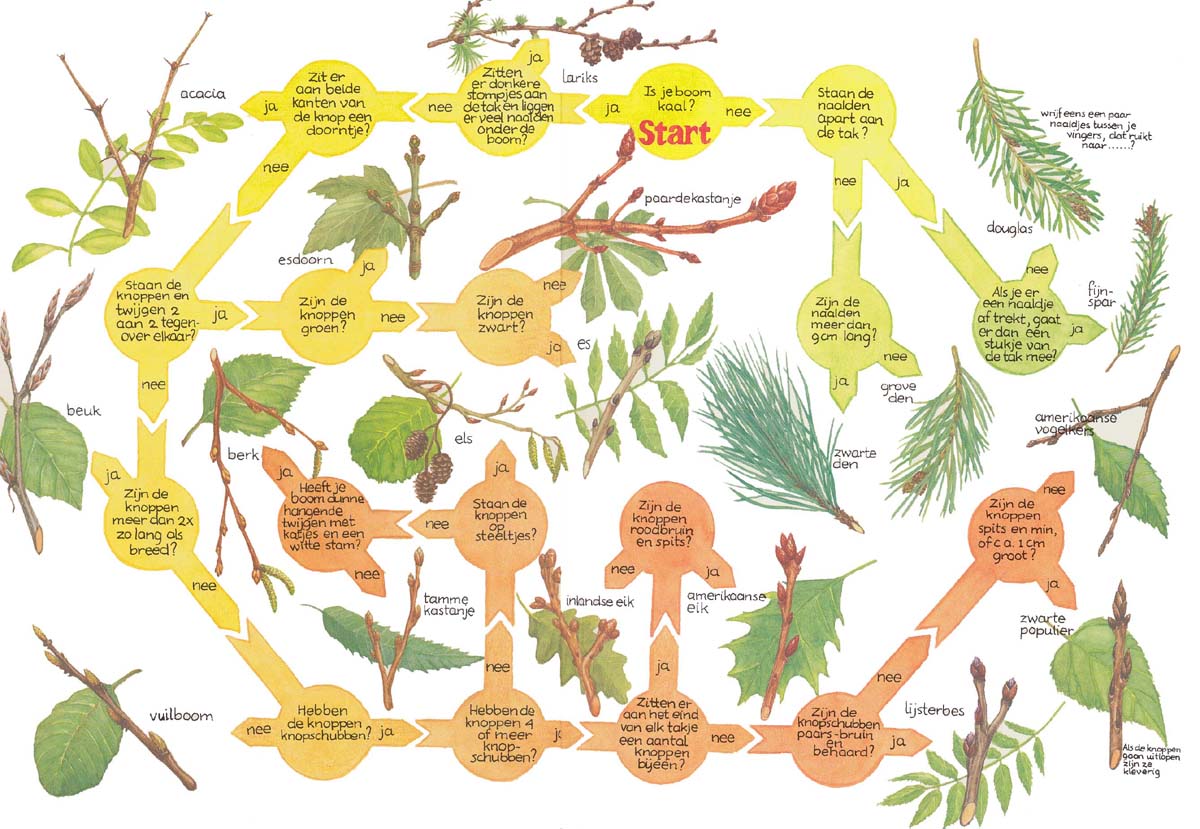 ja
lariks
Zit er
aan beide
kanten van
de knop een
doorntje?
Zitten
er donkere
stompjes aan
de tak en liggen
er veel naalden
onder de
boom?
Is je boom
kaal?
Start
Staan de
naalden
apart aan
de tak?
acacia
ja
nee
ja
nee
wrijf eens een paar
naaldjes tussen je
vingers, dat ruikt
naar......?
nee
nee
ja
paardekastanje
douglas
esdoorn
ja
nee
nee
fijn-
spar
Staan de
knoppen en
twijgen 2
aan 2 tegen-
over elkaar?
ja
Zijn de
knoppen
groen?
nee
Zijn de
knoppen
zwart?
ja
es
Zijn de
naalden
meer dan
9cm lang?
nee
ja
Als je er
een naaldje
af trekt, gaat
er dan een
stukje van
de tak mee?
ja
nee
grove
den
beuk
berk
els
amerikaanse
vogelkers
zwarte
den
ja
Zijn de
knoppen
meer dan 2x
zo lang als
breed?
nee
ja
Heeft je
boom dunne
hangende
twijgen met
katjes en een
witte stam?
nee
nee
ja
Staan de
knoppen
op
steeltjes?
Zijn de
knoppen
roodbruin
en spits?
nee
ja
nee
Zijn de
knoppen
spits en min,
of ca. 1 cm
groot?
ja
tamme
kastanje
inlandse eik
amerikaanse
eik
zwarte
populier
nee
ja
nee
vuilboom
lijsterbes
nee
Hebben
de knoppen
knopschubben?
ja
Hebben de
knoppen 4
of meer
knop-
schubben?
ja
Zitten er
aan het eind
van elk takje
een aantal
knoppen
bijéén?
nee
Zijn de
knopschubben
paars-bruin
en
behaard?
ja
Als de knoppen
gaan uitlopen
zijn ze
kleverig